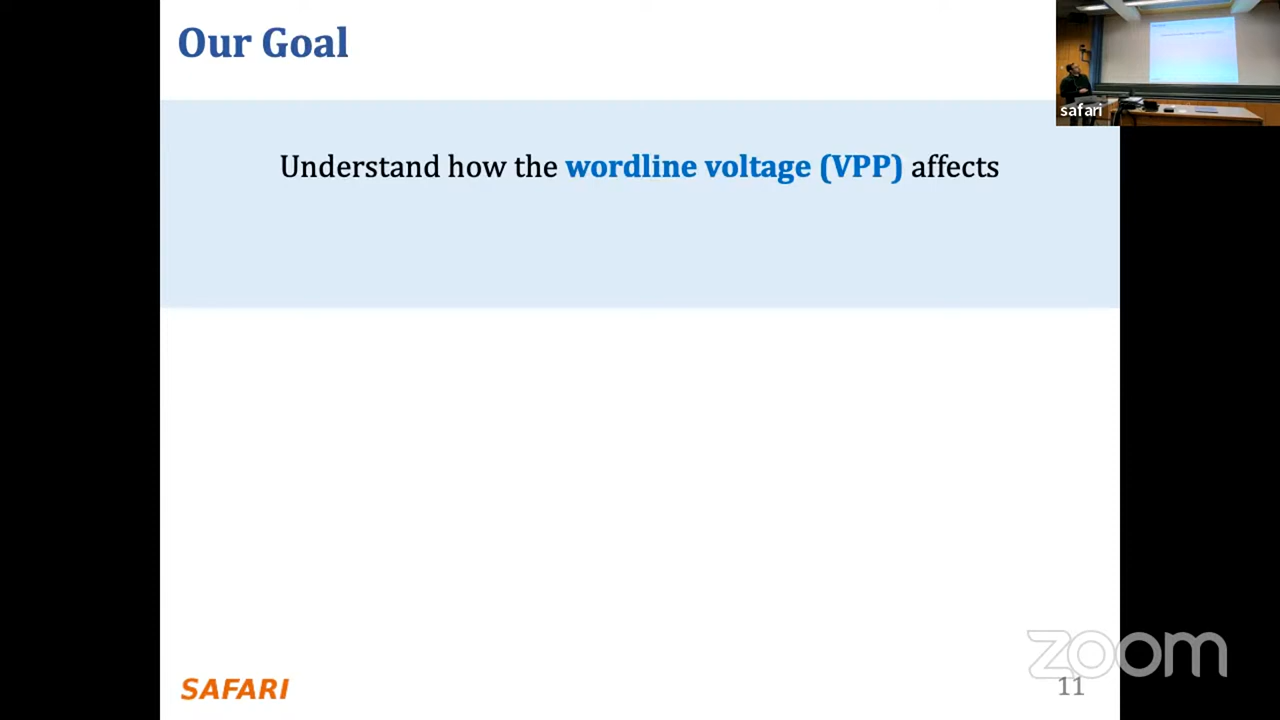 Our Goal
safari
Understand how the wordline voltage (VPP) affects
zoom
SAFARI
11